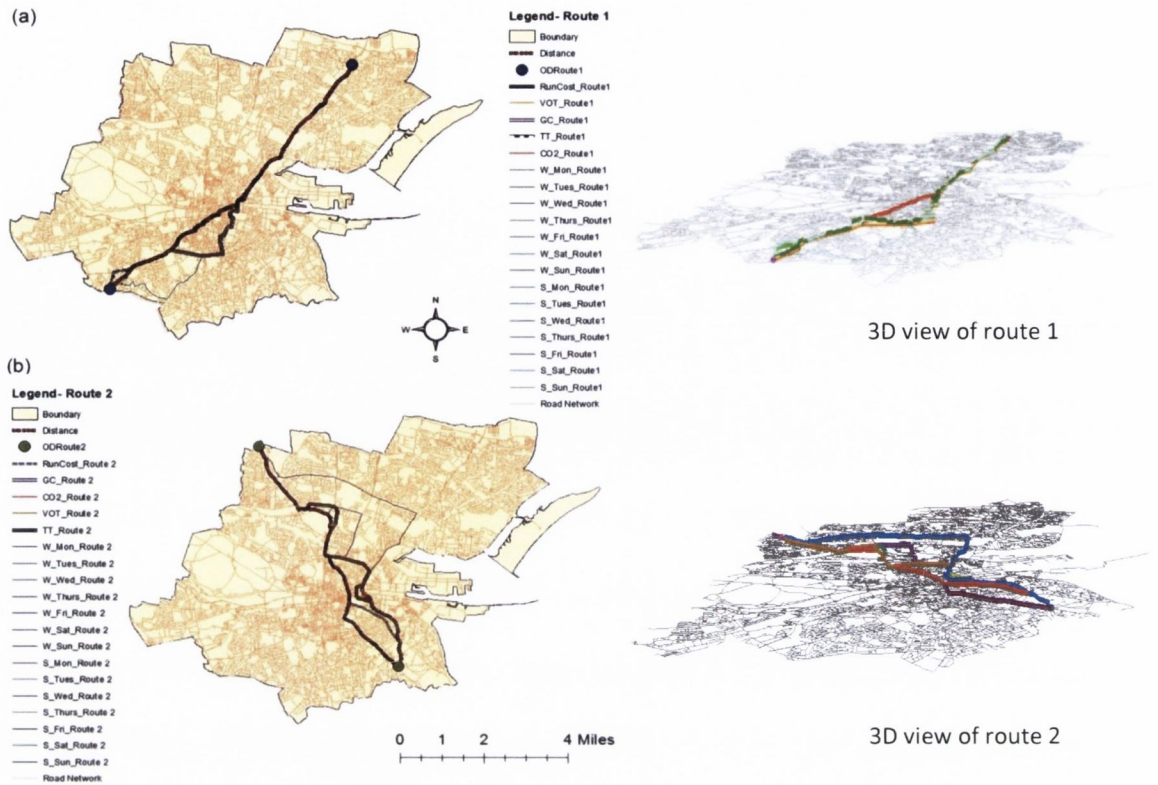 (a)
Legend- Route 1
Boundary
Distance
ODRoute1
RunCost_Route1
VOT_Route1
GC_Route1
TT_Route1
CO2_Route1
W_Mon_Route1
W_Tues_Route1
W_Wed_Route1
W_Thurs_Route1
W_Fri_Route1
W_Sat_Route1
W_Sun_Route1
S_Mon_Route1
S_Tues_Route1
S_Wed_Route1
S_Thurs_Route1
S_Fri_Route1
S_Sat_Route1
S_Sun_Route1
Road Network
N
W E
S
3D view of route 1
(b)
Legend- Route 2
Boundary
Distance
ODRoute2
RunCost_Route 2
GC_Route 2
CO2_Route 2
VOT_Route 2
TT_Route 2
W_Mon_Route 2
W_Tues_Route 2
W_Wed_Route 2
W_Thurs_Route 2
W_Fri_Route 2
W_Sat_Route 2
W_Sun_Route 2
S_Mon_Route 2
S_Tues_Route 2
S_Wed_Route 2
S_Thurs_Route 2
S_Fri_Route 2
S_Sat_Route 2
S_Sun_Route 2
Road Network
0 1 2 4 Miles
3D view of route 2